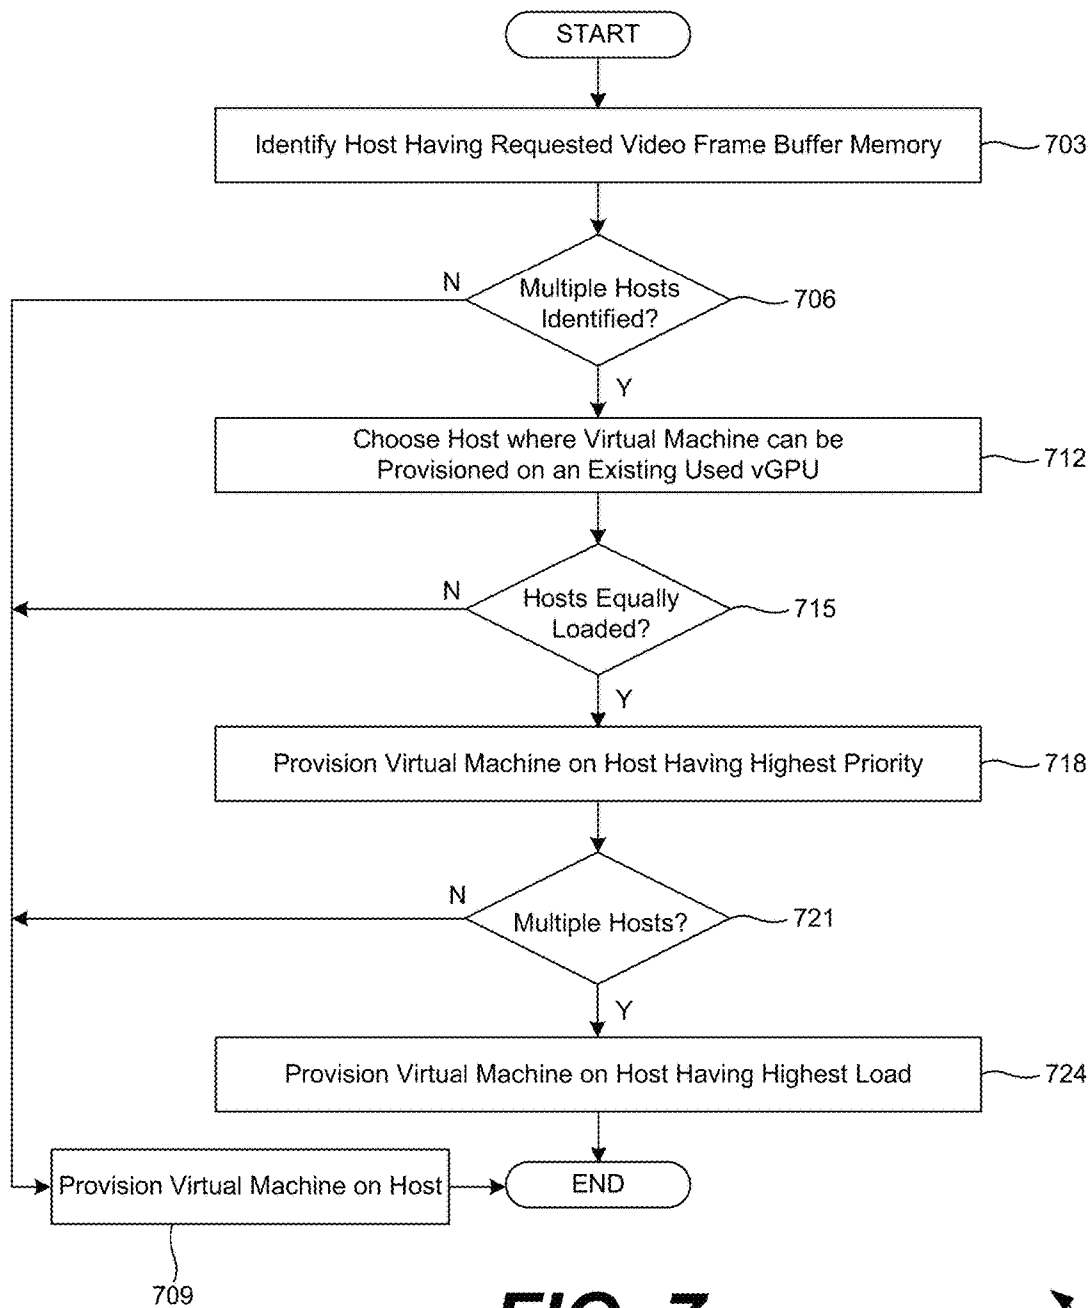 START
Identify Host Having Requested Video Frame Buffer Memory
703
N
Multiple Hosts
Identified?
706
Y
Choose Host where Virtual Machine can be
Provisioned on an Existing Used vGPU
712
N
Hosts Equally
Loaded?
715
Y
Provision Virtual Machine on Host Having Highest Priority
718
N
Multiple Hosts?
721
Y
Provision Virtual Machine on Host Having Highest Load
724
Provision Virtual Machine on Host
END
709
FIG. 7